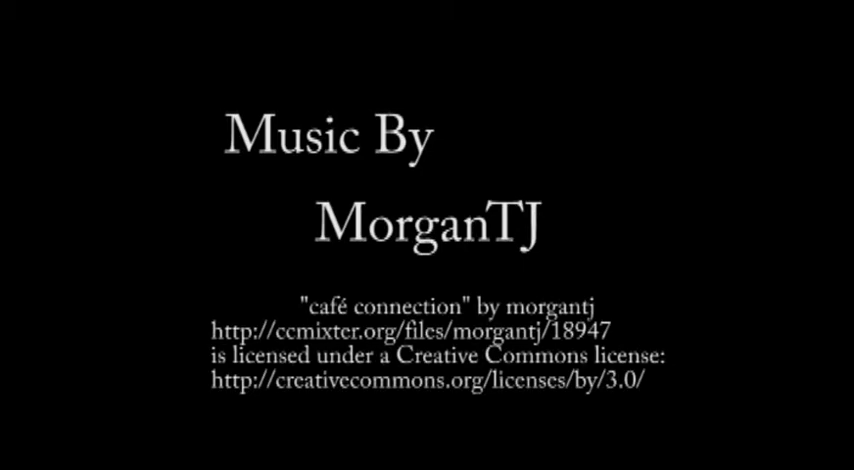 Music By
MorganTJ
"café connection" by morgantj
http://ccmixter.org/files/morgantj/18947
is licensed under a Creative Commons license:
http://creativecommons.org/licenses/by/3.0/